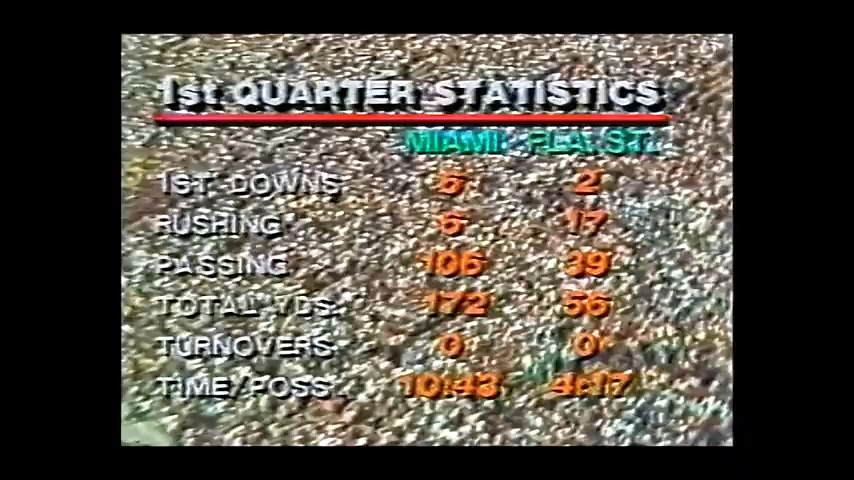 1st QUARTER STATISTICS
MIAMI FLA. ST.
1ST DOWNS 6 2
RUSHING 6 17
PASSING 106 39
TOTAL YDS. 172 56
TURNOVERS 0 0
TIME/POSS. 10:43 4:17